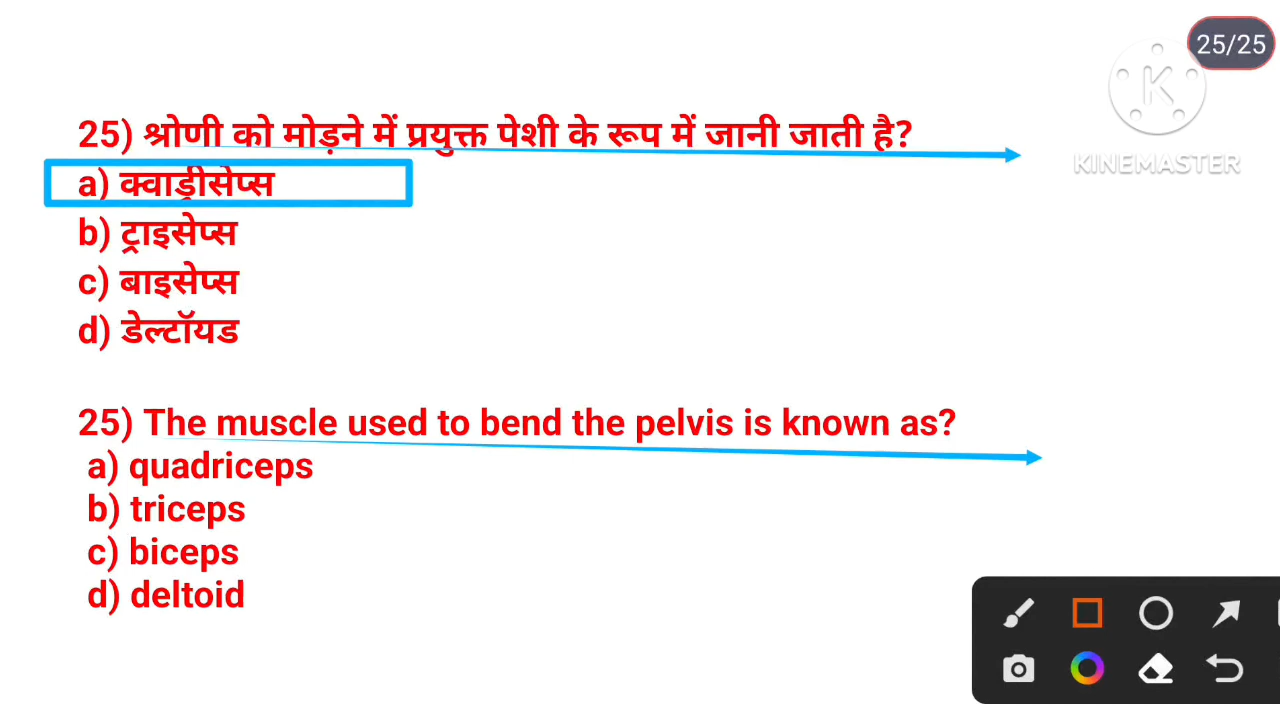 25/25
KINEMASTER
25) श्रोणी को मोड़ने में प्रयुक्त पेशी के रूप में जानी जाती है?
a) क्वाड्रीसेप्स
b) ट्राइसेप्स
c) बाइसेप्स
d) डेल्टॉयड
25) The muscle used to bend the pelvis is known as?
a) quadriceps
b) triceps
c) biceps
d) deltoid